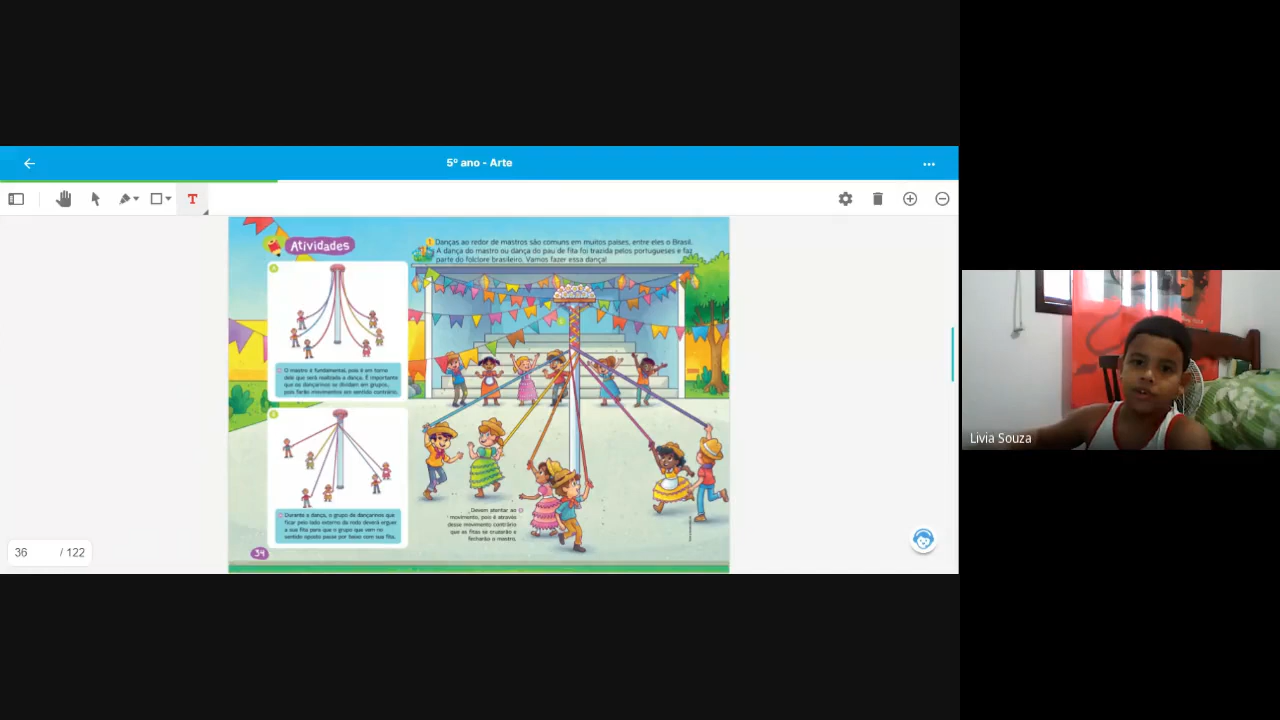 5º ano - Arte
T
Atividades
1 Danças ao redor de mastros são comuns em muitos países, entre eles o Brasil.
A dança do mastro ou dança do pau de fita foi trazida pelos portugueses e faz
parte do folclore brasileiro. Vamos fazer essa dança!
A
O mastro é fundamental, pois é em torno
dele que será realizada a dança. É importante
que os dançarinos se dividam em grupos,
pois farão movimentos em sentido contrário.
B
Durante a dança, o grupo de dançarinos que
ficar pelo lado externo da roda deverá erguer
a sua fita para que o grupo que vem no
sentido oposto passe por baixo com sua fita.
Devem atentar ao
movimento, pois é através
desse movimento contrário
que as fitas se cruzarão e
fecharão o mastro.
34
36 / 122
Livia Souza